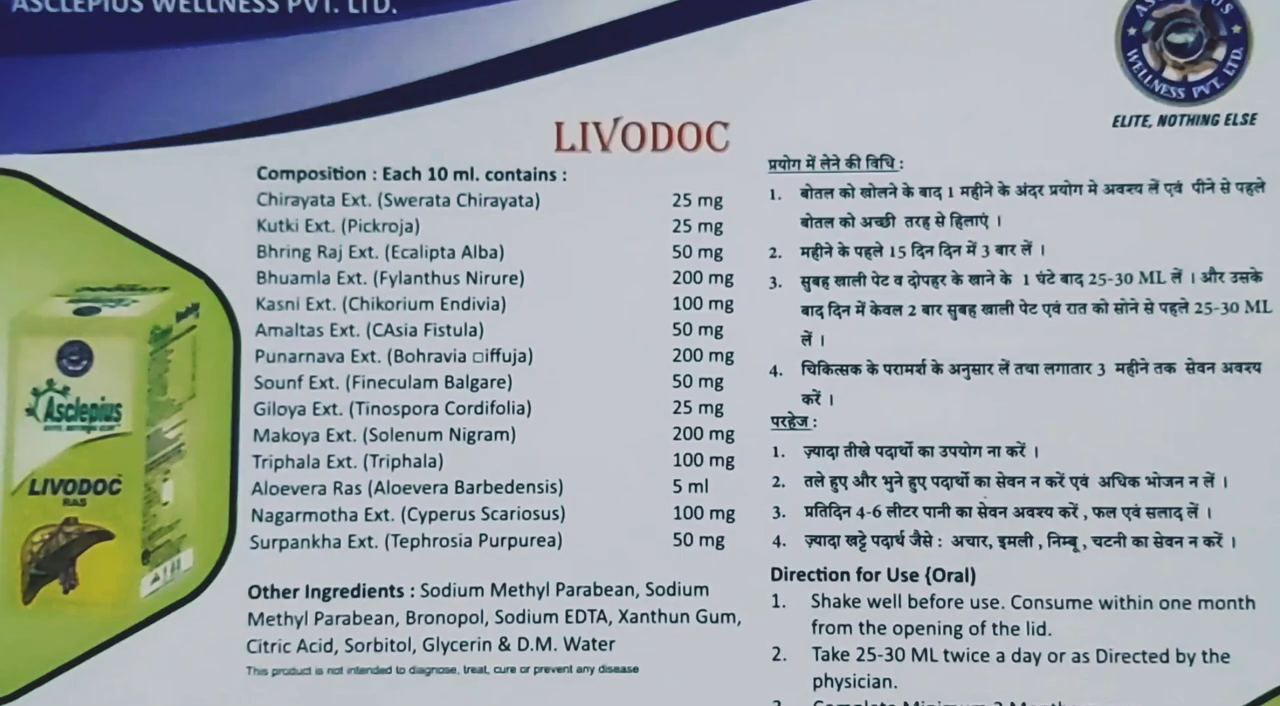 ASCLEPIUS WELLNESS PVT. LTD.
WELLNESS PVT. LTD.
ELITE, NOTHING ELSE
LIVODOC
Composition : Each 10 ml. contains :
Chirayata Ext. (Swerata Chirayata) 25 mg
Kutki Ext. (Pickroja) 25 mg
Bhring Raj Ext. (Ecalipta Alba) 50 mg
Bhuamla Ext. (Fylanthus Nirure) 200 mg
Kasni Ext. (Chikorium Endivia) 100 mg
Amaltas Ext. (CAsia Fistula) 50 mg
Punarnava Ext. (Bohravia □iffuja) 200 mg
Sounf Ext. (Fineculam Balgare) 50 mg
Giloya Ext. (Tinospora Cordifolia) 25 mg
Makoya Ext. (Solenum Nigram) 200 mg
Triphala Ext. (Triphala) 100 mg
Aloevera Ras (Aloevera Barbedensis) 5 ml
Nagarmotha Ext. (Cyperus Scariosus) 100 mg
Surpankha Ext. (Tephrosia Purpurea) 50 mg
Other Ingredients : Sodium Methyl Parabean, Sodium
Methyl Parabean, Bronopol, Sodium EDTA, Xanthun Gum,
Citric Acid, Sorbitol, Glycerin & D.M. Water
This product is not intended to diagnose, treat, cure or prevent any disease
Asclepius
LIVODOC
RAS
प्रयोग में लेने की विधि :
1. बोतल को खोलने के बाद 1 महीने के अंदर प्रयोग मे अवश्य लें एवं पीने से पहले
बोतल को अच्छी तरह से हिलाएं ।
2. महीने के पहले 15 दिन दिन में 3 बार लें ।
3. सुबह खाली पेट व दोपहर के खाने के 1 घंटे बाद 25-30 ML लें । और उसके
बाद दिन में केवल 2 बार सुबह खाली पेट एवं रात को सोने से पहले 25-30 ML
लें ।
4. चिकित्सक के परामर्श के अनुसार लें तथा लगातार 3 महीने तक सेवन अवश्य
करें ।
परहेज :
1. ज़्यादा तीखे पदार्थो का उपयोग ना करें ।
2. तले हुए और भुने हुए पदार्थो का सेवन न करें एवं अधिक भोजन न लें ।
3. प्रतिदिन 4-6 लीटर पानी का सेवन अवश्य करें , फल एवं सलाद लें ।
4. ज़्यादा खट्टे पदार्थ जैसे : अचार, इमली , निम्बू , चटनी का सेवन न करें ।
Direction for Use {Oral)
1. Shake well before use. Consume within one month
from the opening of the lid.
2. Take 25-30 ML twice a day or as Directed by the
physician.